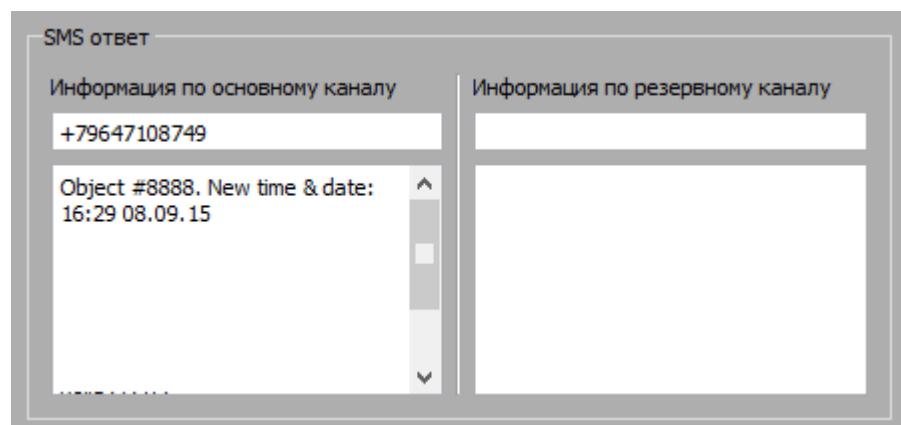 SMS ответ
Информация по основному каналу
+79647108749
Object #8888. New time & date:
16:29 08.09.15
Информация по резервному каналу